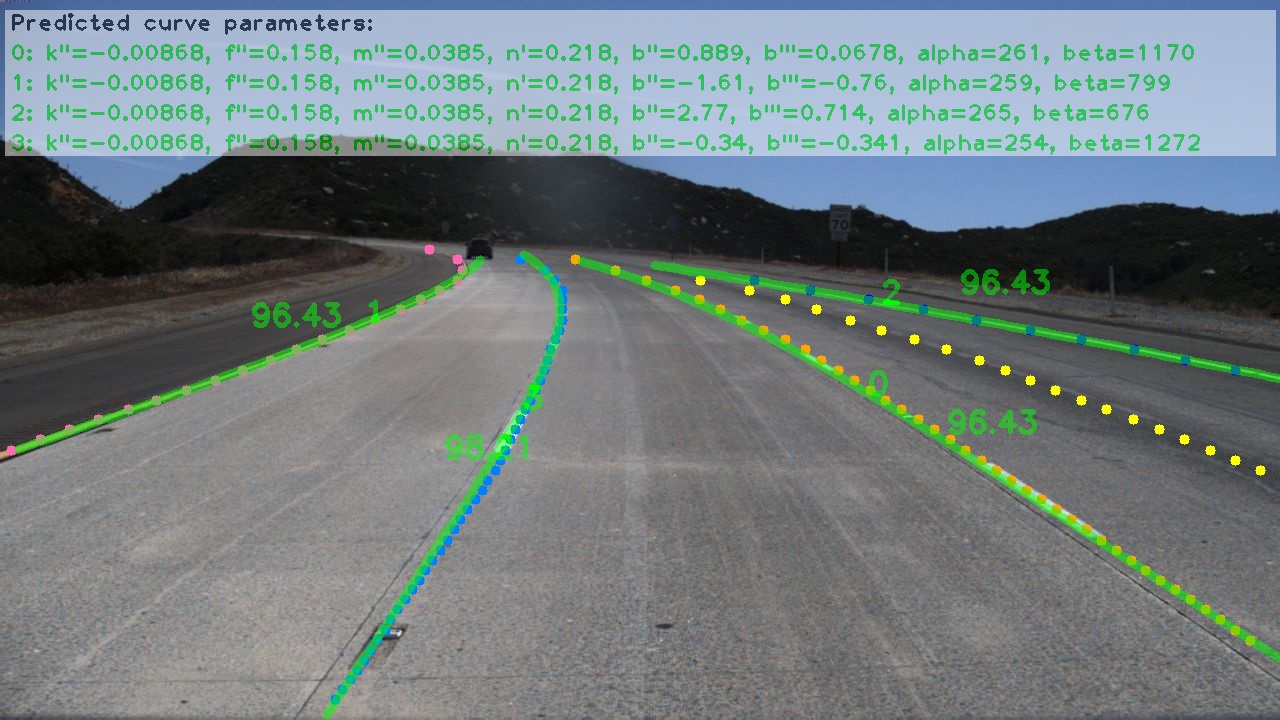 Predicted curve parameters:
0: k''=-0.00868, f''=0.158, m''=0.0385, n'=0.218, b''=0.889, b'''=0.0678, alpha=261, beta=1170
1: k''=-0.00868, f''=0.158, m''=0.0385, n'=0.218, b''=-1.61, b'''=-0.76, alpha=259, beta=799
2: k''=-0.00868, f''=0.158, m''=0.0385, n'=0.218, b''=2.77, b'''=0.714, alpha=265, beta=676
3: k''=-0.00868, f''=0.158, m''=0.0385, n'=0.218, b''=-0.34, b'''=-0.341, alpha=254, beta=1272
70
2 96.43
96.43 1
0
96.43
3